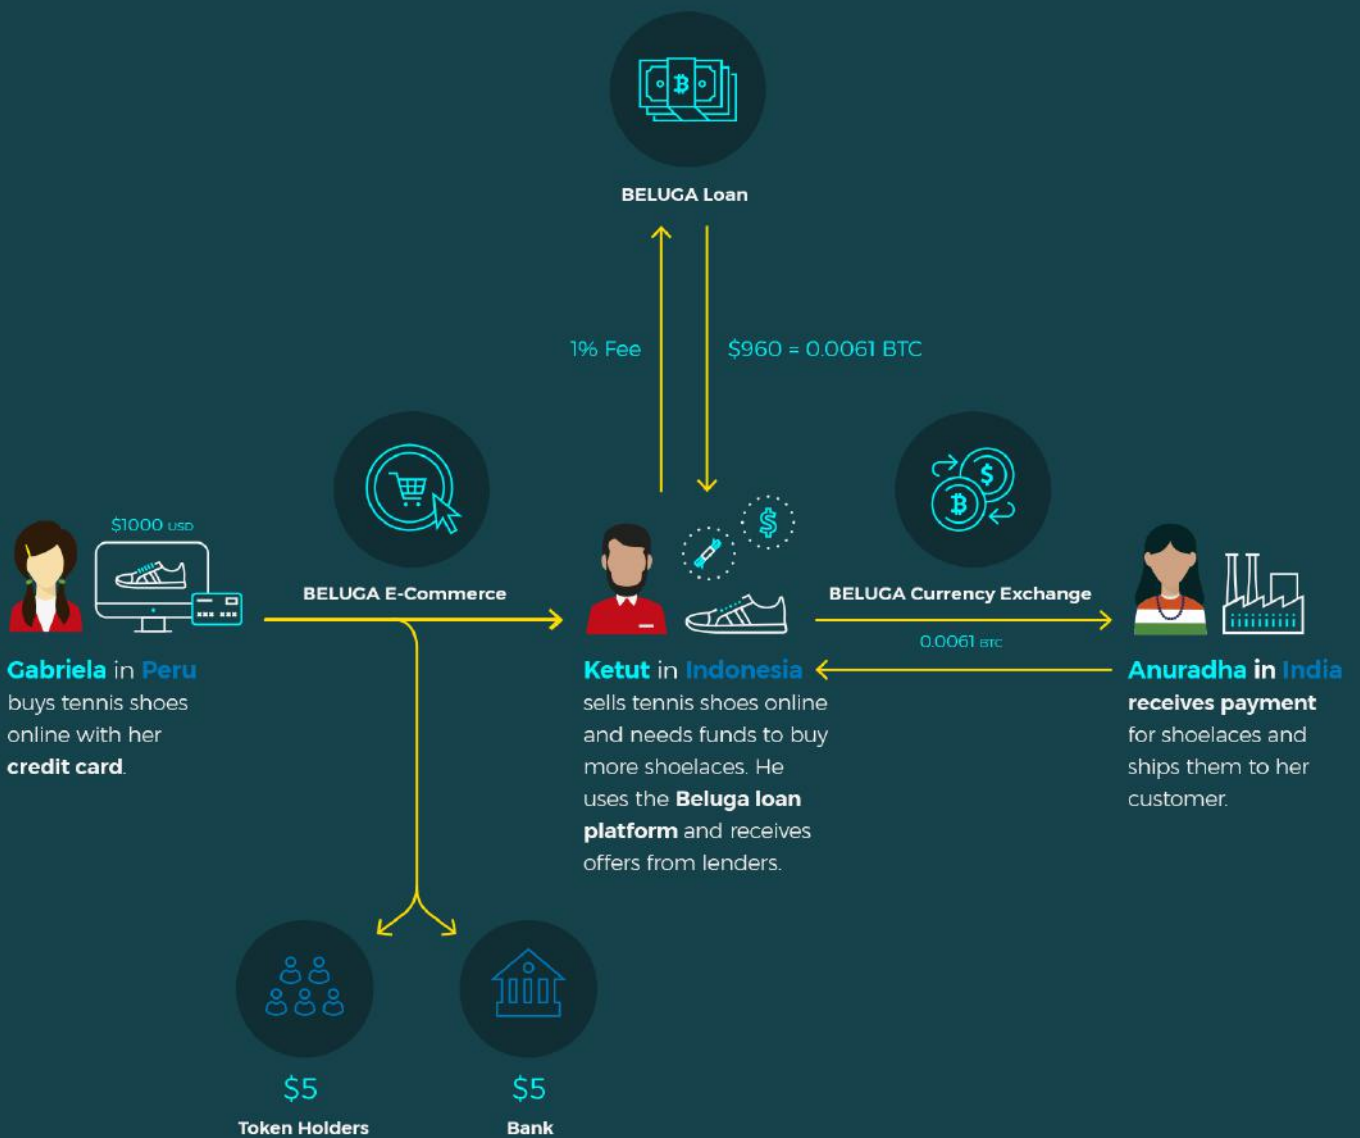 BELUGA Loan
1% Fee
$960 = 0.0061 BTC
$1000 USD
BELUGA E-Commerce
BELUGA Currency Exchange
0.0061 BTC
Gabriela in Peru
buys tennis shoes
online with her
credit card.
Ketut in Indonesia
sells tennis shoes online
and needs funds to buy
more shoelaces. He
uses the Beluga loan
platform and receives
offers from lenders.
Anuradha in India
receives payment
for shoelaces and
ships them to her
customer.
$5
Token Holders
$5
Bank